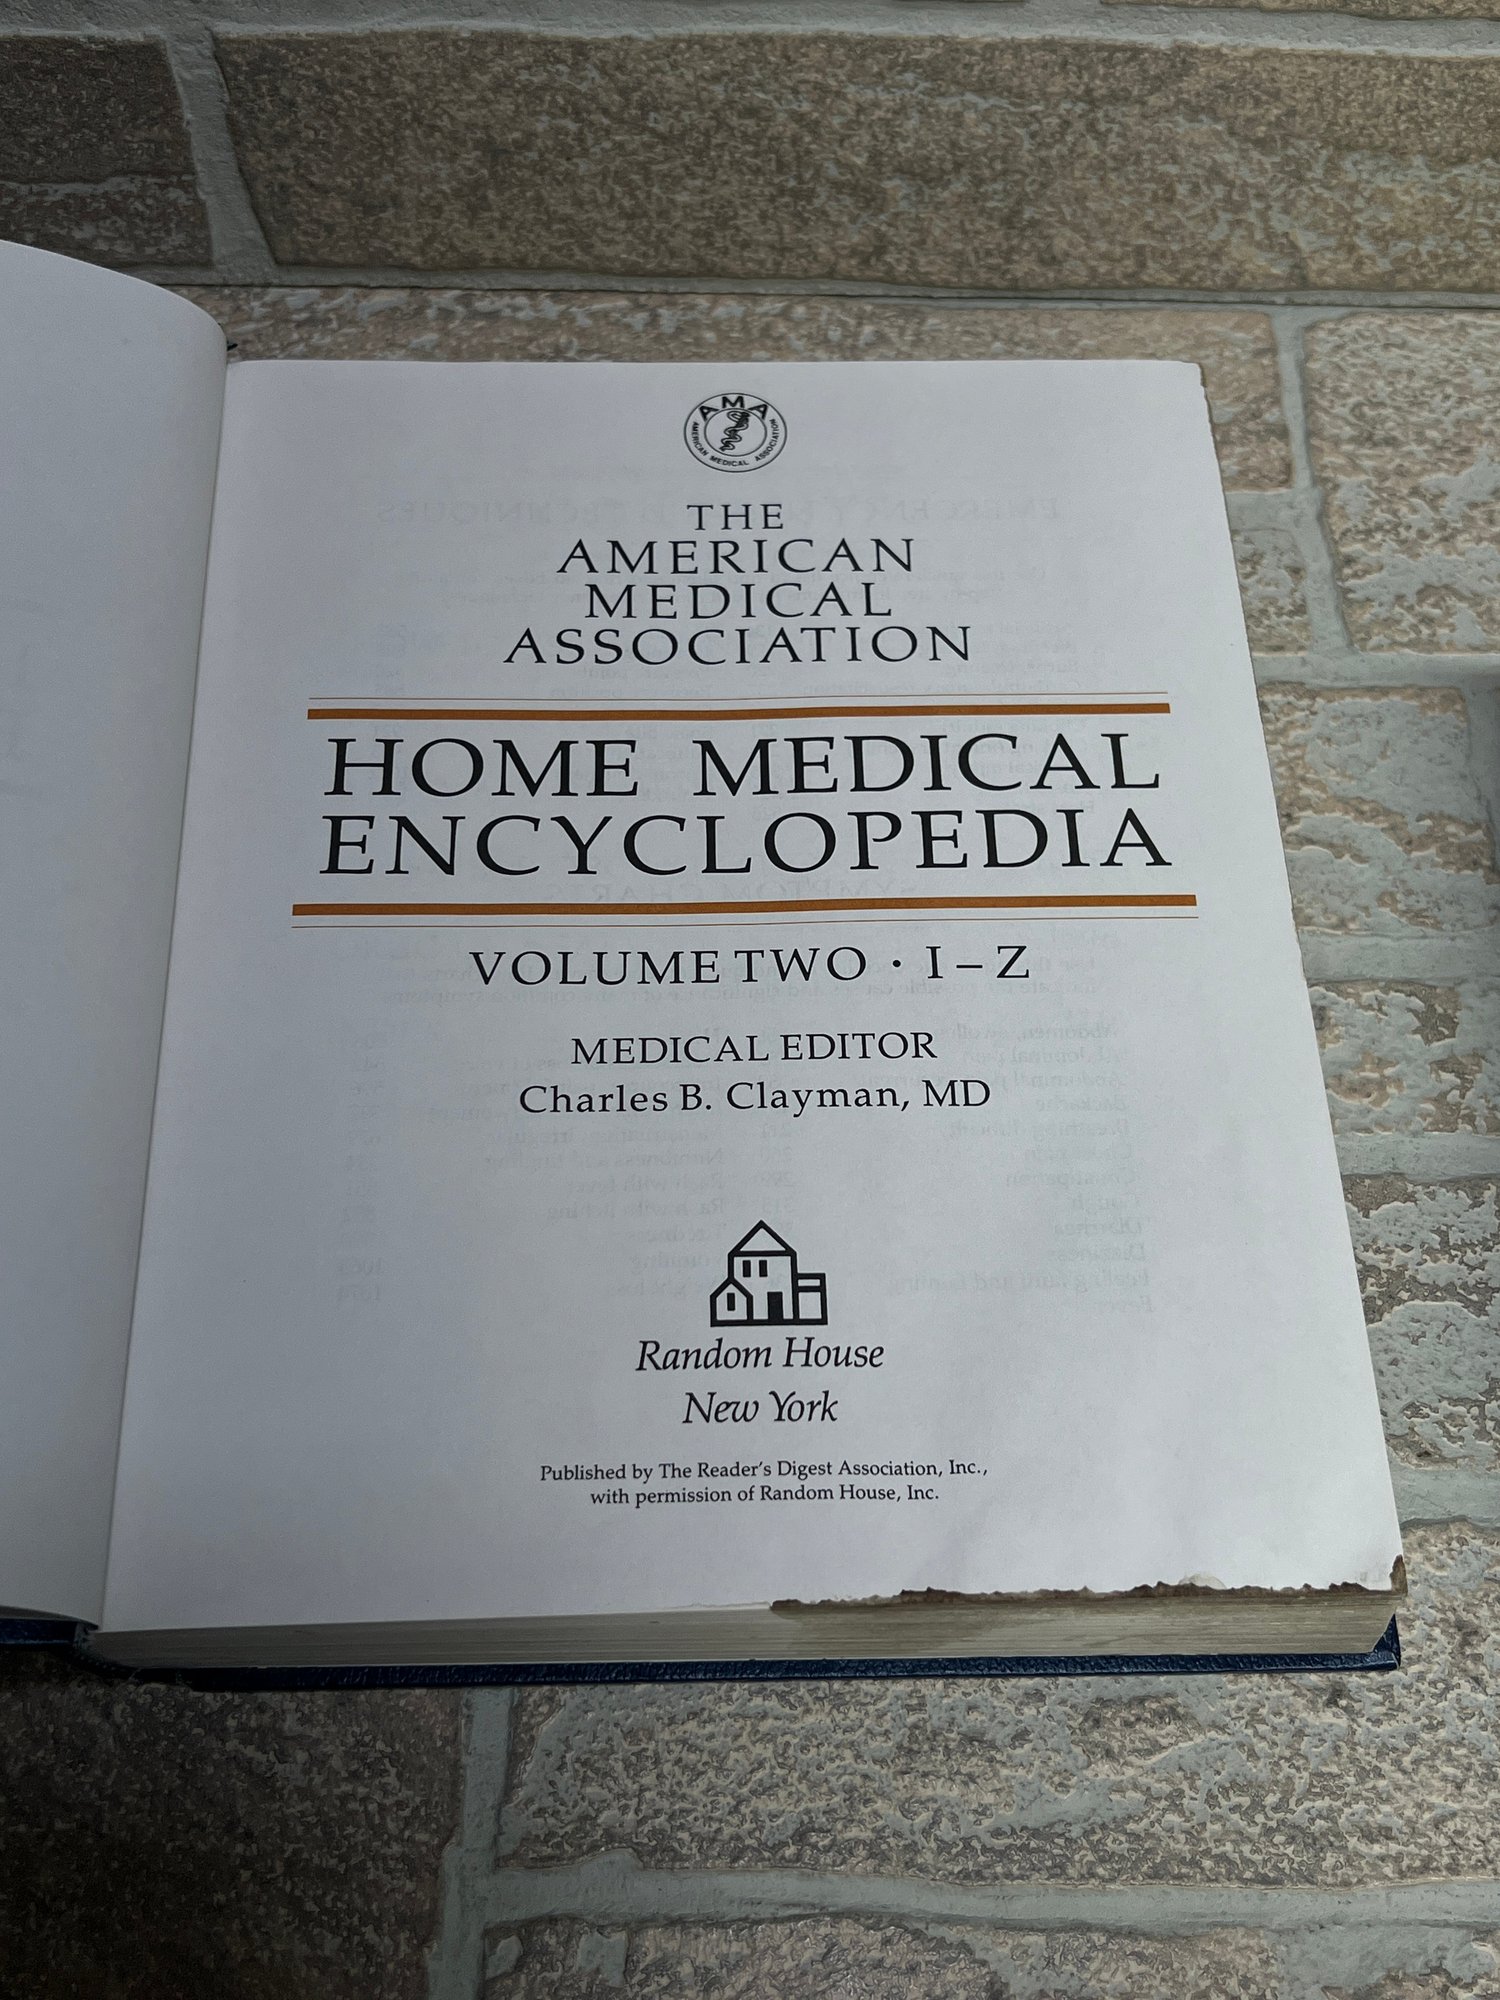 AMA
AMERICAN MEDICAL ASSOCIATION
THE
AMERICAN
MEDICAL
ASSOCIATION
HOME MEDICAL
ENCYCLOPEDIA
VOLUME TWO · I–Z
MEDICAL EDITOR
Charles B. Clayman, MD
Random House
New York
Published by The Reader's Digest Association, Inc.,
with permission of Random House, Inc.